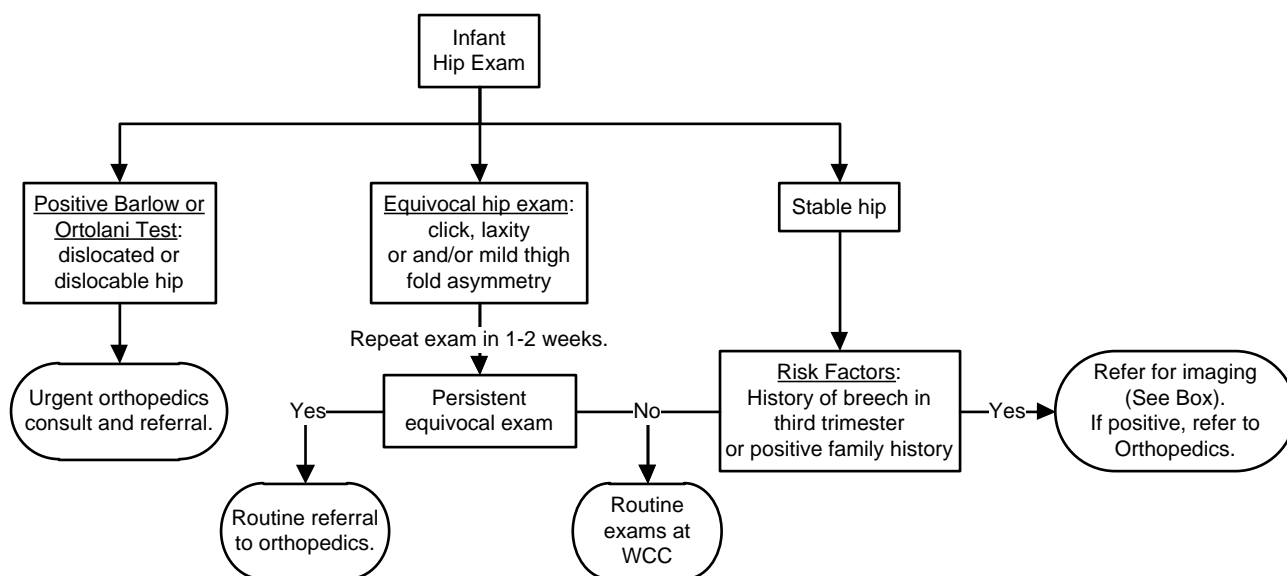 Infant
Hip Exam
Positive Barlow or
Ortolani Test:
dislocated or
dislocable hip
Equivocal hip exam:
click, laxity
or and/or mild thigh
fold asymmetry
Stable hip
Repeat exam in 1-2 weeks.
Urgent orthopedics
consult and referral.
Yes
Persistent
equivocal exam
No
Risk Factors:
History of breech in
third trimester
or positive family history
Yes
Refer for imaging
(See Box).
If positive, refer to
Orthopedics.
Routine referral
to orthopedics.
Routine
exams at
WCC